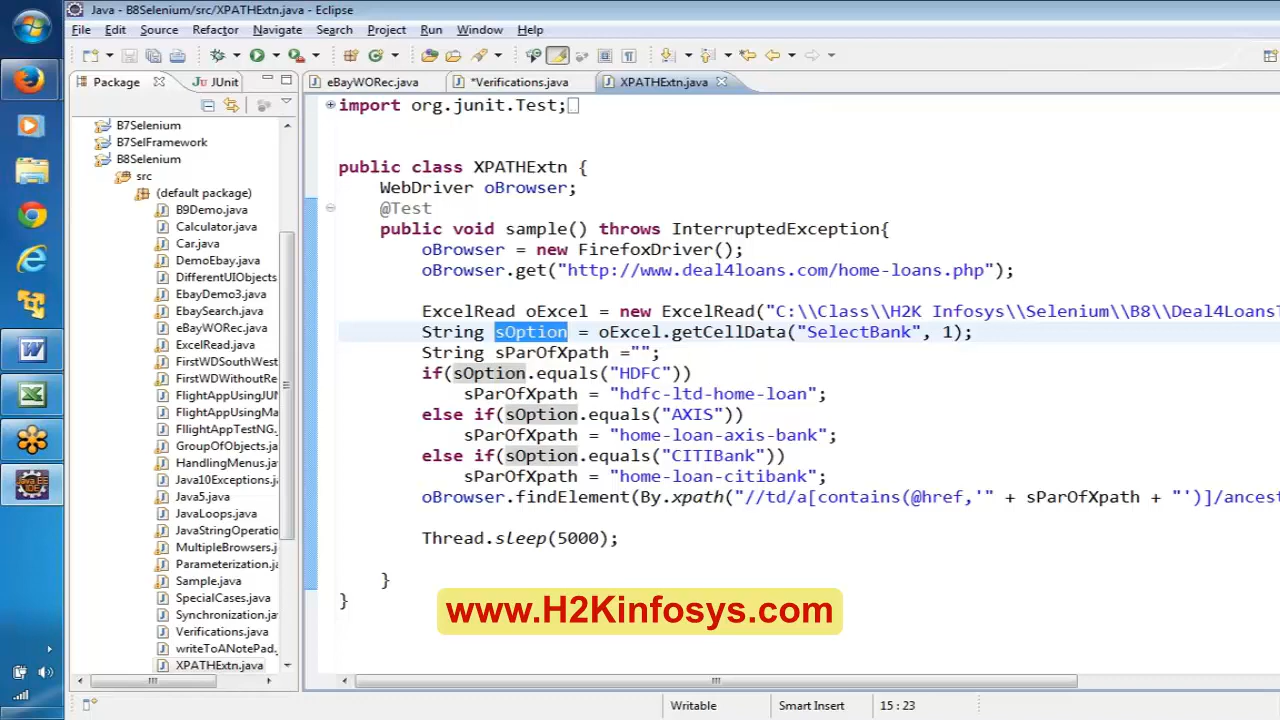 Java - B8Selenium/src/XPATHExtn.java - Eclipse
File Edit Source Refactor Navigate Search Project Run Window Help
Package JUnit eBayWORec.java *Verifications.java XPATHExtn.java
B7Selenium
B7SelFramework
B8Selenium
src
(default package)
B9Demo.java
Calculator.java
Car.java
DemoEbay.java
DifferentUIObjects
EbayDemo3.java
EbaySearch.java
eBayWORec.java
ExcelRead.java
FirstWDSouthWest
FirstWDWithoutRe
FlightAppUsingJUN
FlightAppUsingMa
FlIightAppTestNG.
GroupOfObjects.ja
HandlingMenus.java
Java10Exceptions.j
Java5.java
JavaLoops.java
JavaStringOperatio
MultipleBrowsers.j
Parameterization.ja
Sample.java
SpecialCases.java
Synchronization.java
Verifications.java
writeToANotePad.
XPATHExtn.java
import org.junit.Test;
public class XPATHExtn {
WebDriver oBrowser;
@Test
public void sample() throws InterruptedException{
oBrowser = new FirefoxDriver();
oBrowser.get("http://www.deal4loans.com/home-loans.php");
ExcelRead oExcel = new ExcelRead("C:\\Class\\H2K Infosys\\Selenium\\B8\\Deal4LoansT
String sOption = oExcel.getCellData("SelectBank", 1);
String sParOfXpath ="";
if(sOption.equals("HDFC"))
sParOfXpath = "hdfc-ltd-home-loan";
else if(sOption.equals("AXIS"))
sParOfXpath = "home-loan-axis-bank";
else if(sOption.equals("CITIBank"))
sParOfXpath = "home-loan-citibank";
oBrowser.findElement(By.xpath("//td/a[contains(@href,'" + sParOfXpath + "')]/ancest
Thread.sleep(5000);
}
}
www.H2Kinfosys.com
Writable Smart Insert 15 : 23